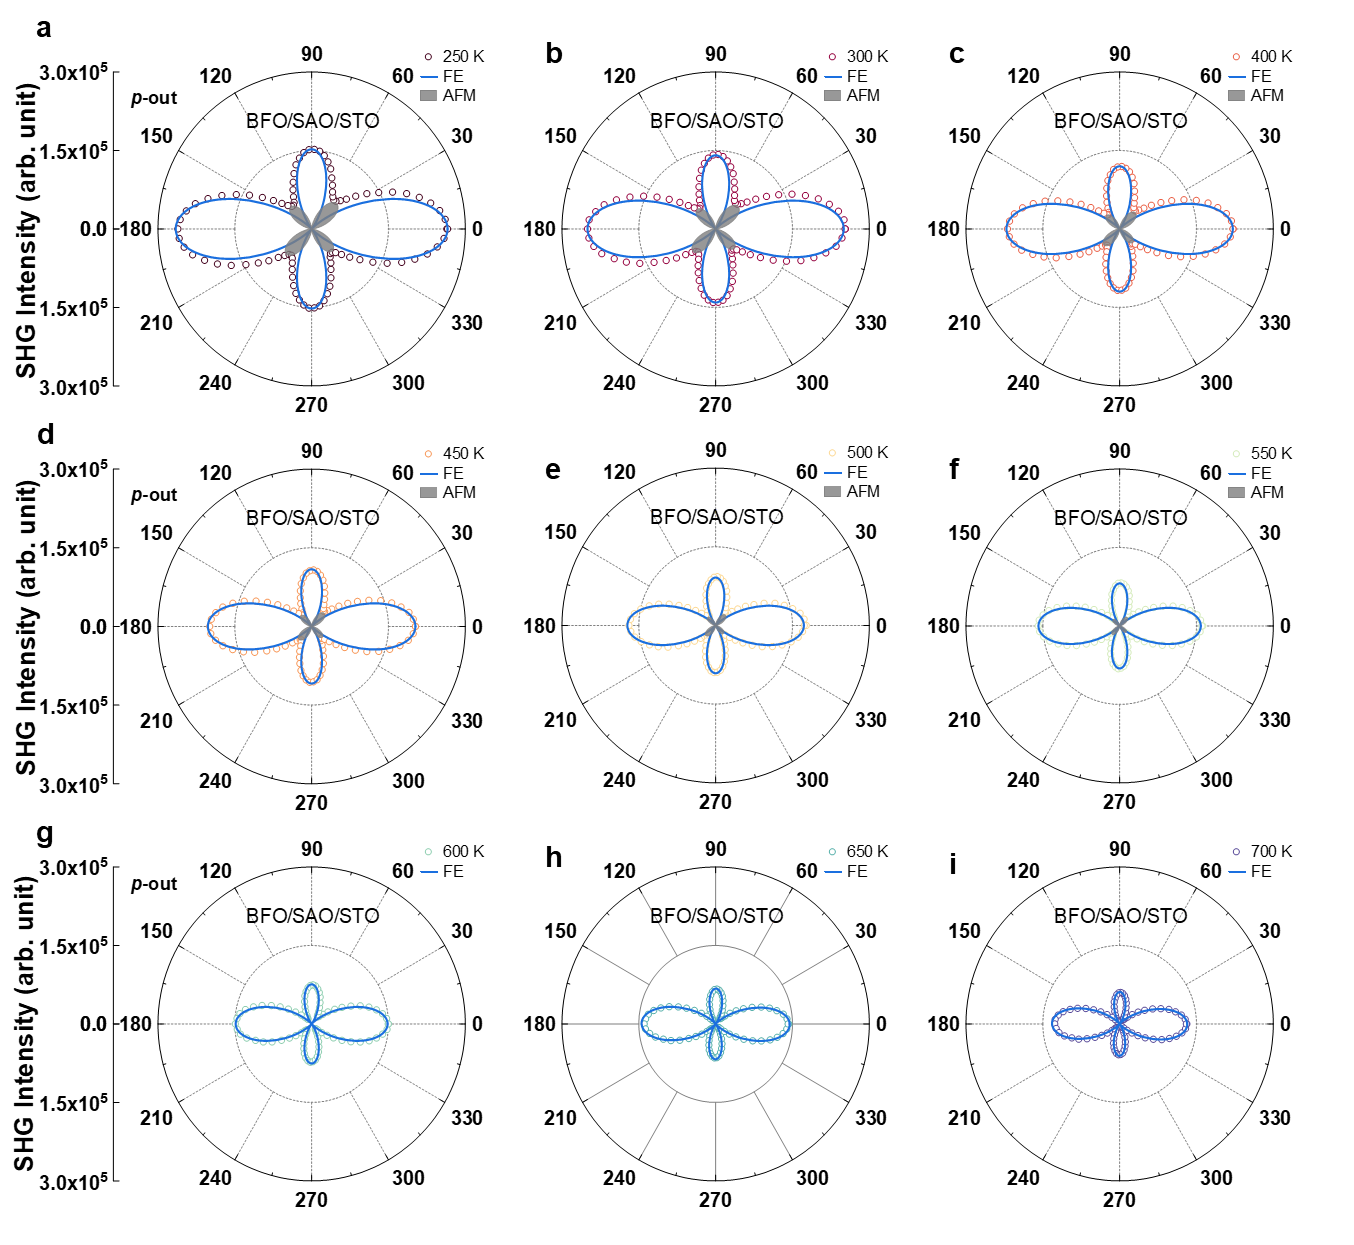 a
SHG Intensity (arb. unit)
3.0x10⁵
1.5x10⁵
0.0
1.5x10⁵
3.0x10⁵
p-out
250 K
FE
AFM
BFO/SAO/STO
90
120
60
150
30
180
0
210
330
240
300
270
b
300 K
FE
AFM
BFO/SAO/STO
90
120
60
150
30
180
0
210
330
240
300
270
c
400 K
FE
AFM
BFO/SAO/STO
90
120
60
150
30
180
0
210
330
240
300
270
d
SHG Intensity (arb. unit)
3.0x10⁵
1.5x10⁵
0.0
1.5x10⁵
3.0x10⁵
p-out
450 K
FE
AFM
BFO/SAO/STO
90
120
60
150
30
180
0
210
330
240
300
270
e
500 K
FE
AFM
BFO/SAO/STO
90
120
60
150
30
180
0
210
330
240
300
270
f
550 K
FE
AFM
BFO/SAO/STO
90
120
60
150
30
180
0
210
330
240
300
270
g
SHG Intensity (arb. unit)
3.0x10⁵
1.5x10⁵
0.0
1.5x10⁵
3.0x10⁵
p-out
600 K
FE
BFO/SAO/STO
90
120
60
150
30
180
0
210
330
240
300
270
h
650 K
FE
BFO/SAO/STO
90
120
60
150
30
180
0
210
330
240
300
270
i
700 K
FE
BFO/SAO/STO
90
120
60
150
30
180
0
210
330
240
300
270